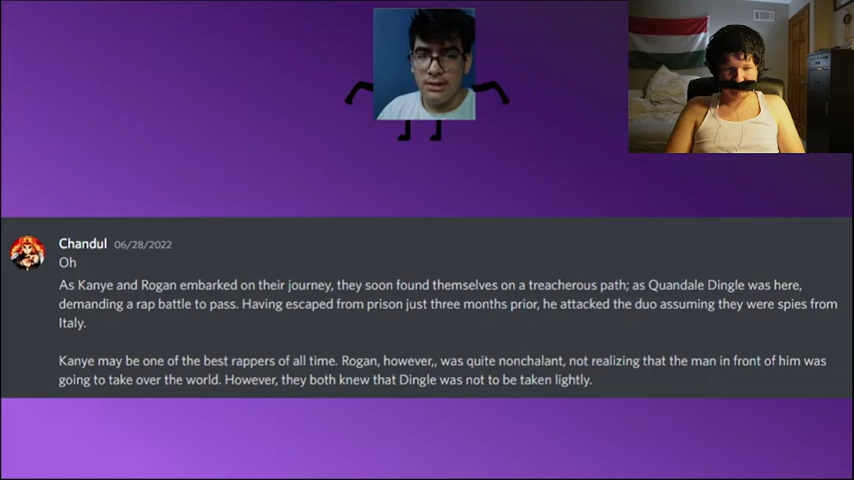 Chandul 06/28/2022
Oh
As Kanye and Rogan embarked on their journey, they soon found themselves on a treacherous path; as Quandale Dingle was here,
demanding a rap battle to pass. Having escaped from prison just three months prior, he attacked the duo assuming they were spies from
Italy.
Kanye may be one of the best rappers of all time. Rogan, however,, was quite nonchalant, not realizing that the man in front of him was
going to take over the world. However, they both knew that Dingle was not to be taken lightly.